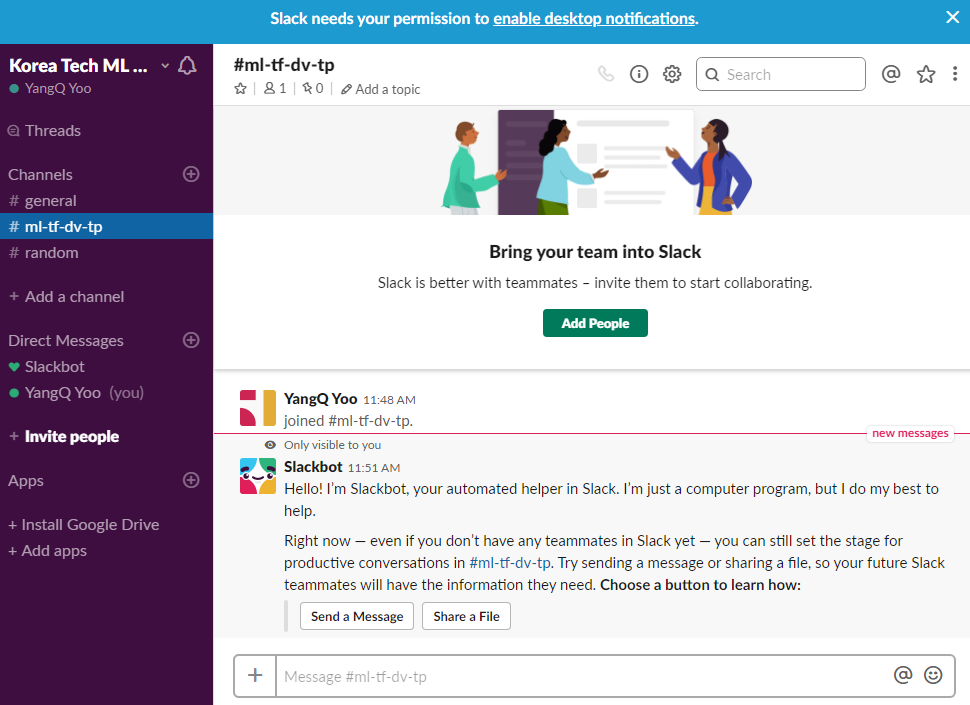 Slack needs your permission to enable desktop notifications.
Korea Tech ML ...
YangQ Yoo
Threads
Channels
# general
# ml-tf-dv-tp
# random
+ Add a channel
Direct Messages
Slackbot
YangQ Yoo (you)
+ Invite people
Apps
+ Install Google Drive
+ Add apps
#ml-tf-dv-tp
1 | 0 | Add a topic
Search
Bring your team into Slack
Slack is better with teammates – invite them to start collaborating.
Add People
YangQ Yoo 11:48 AM
joined #ml-tf-dv-tp.
new messages
Only visible to you
Slackbot 11:51 AM
Hello! I’m Slackbot, your automated helper in Slack. I’m just a computer program, but I do my best to
help.
Right now — even if you don’t have any teammates in Slack yet — you can still set the stage for
productive conversations in #ml-tf-dv-tp. Try sending a message or sharing a file, so your future Slack
teammates will have the information they need. Choose a button to learn how:
Send a Message Share a File
+ Message #ml-tf-dv-tp @